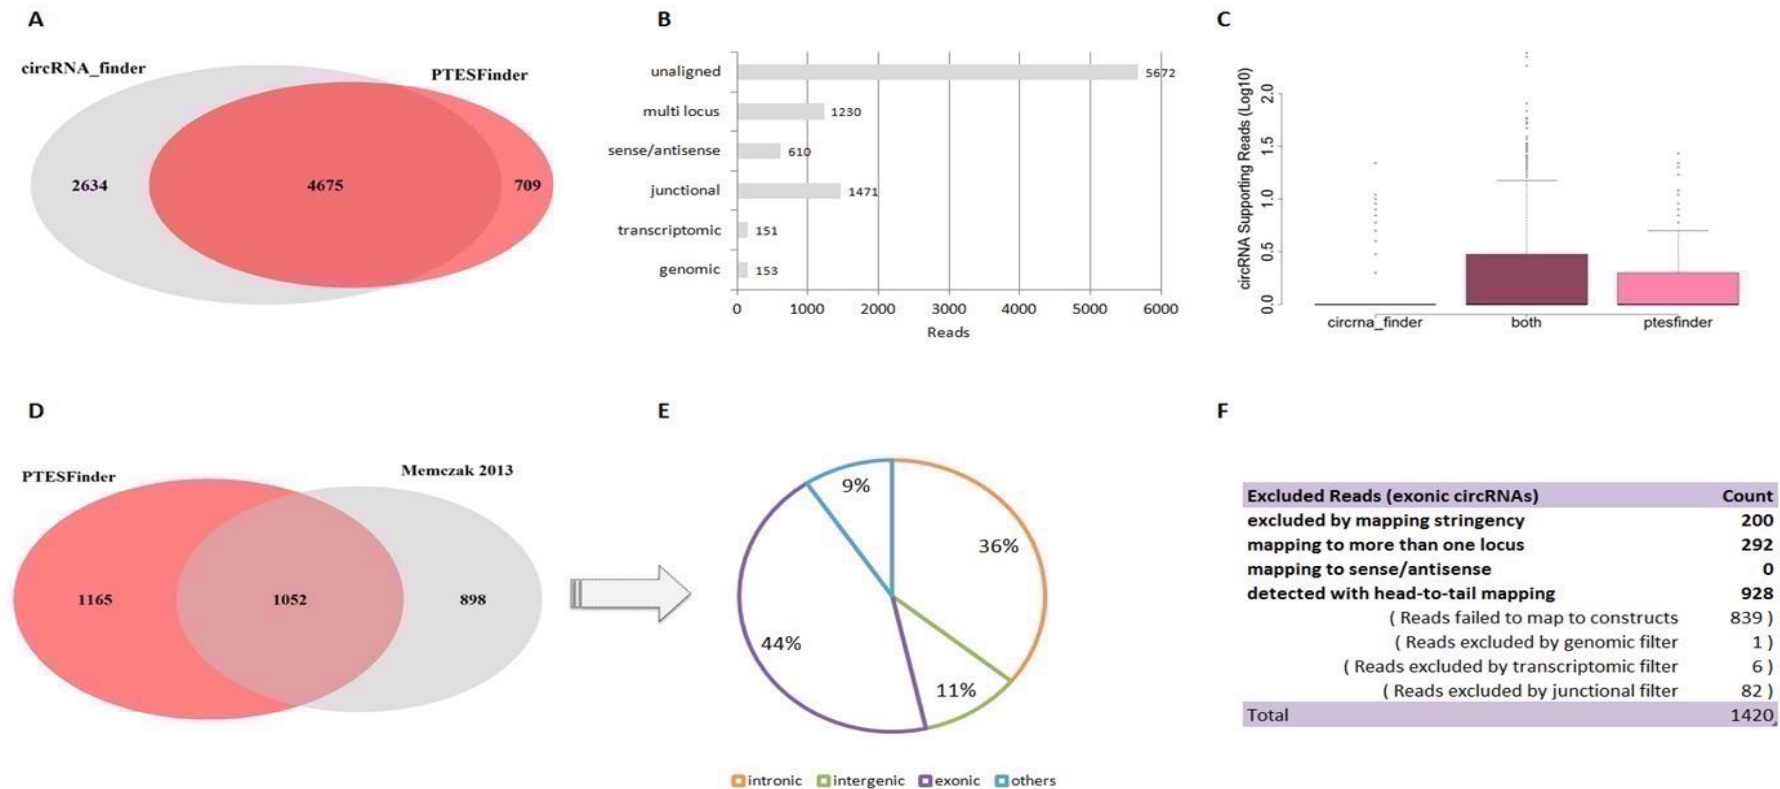 A
circRNA_finder
PTESFinder
2634
4675
709
B
unaligned
5672
multi locus
1230
sense/antisense
610
junctional
1471
transcriptomic
151
genomic
153
0 1000 2000 3000 4000 5000 6000
Reads
C
circRNA Supporting Reads (Log10)
2.0
1.5
1.0
0.5
0.0
circrna_finder both ptesfinder
D
PTESFinder
Memczak 2013
1165
1052
898
E
9%
36%
44%
11%
intronic intergenic exonic others
F
Excluded Reads (exonic circRNAs) Count
excluded by mapping stringency 200
mapping to more than one locus 292
mapping to sense/antisense 0
detected with head-to-tail mapping 928
( Reads failed to map to constructs 839 )
( Reads excluded by genomic filter 1 )
( Reads excluded by transcriptomic filter 6 )
( Reads excluded by junctional filter 82 )
Total 1420